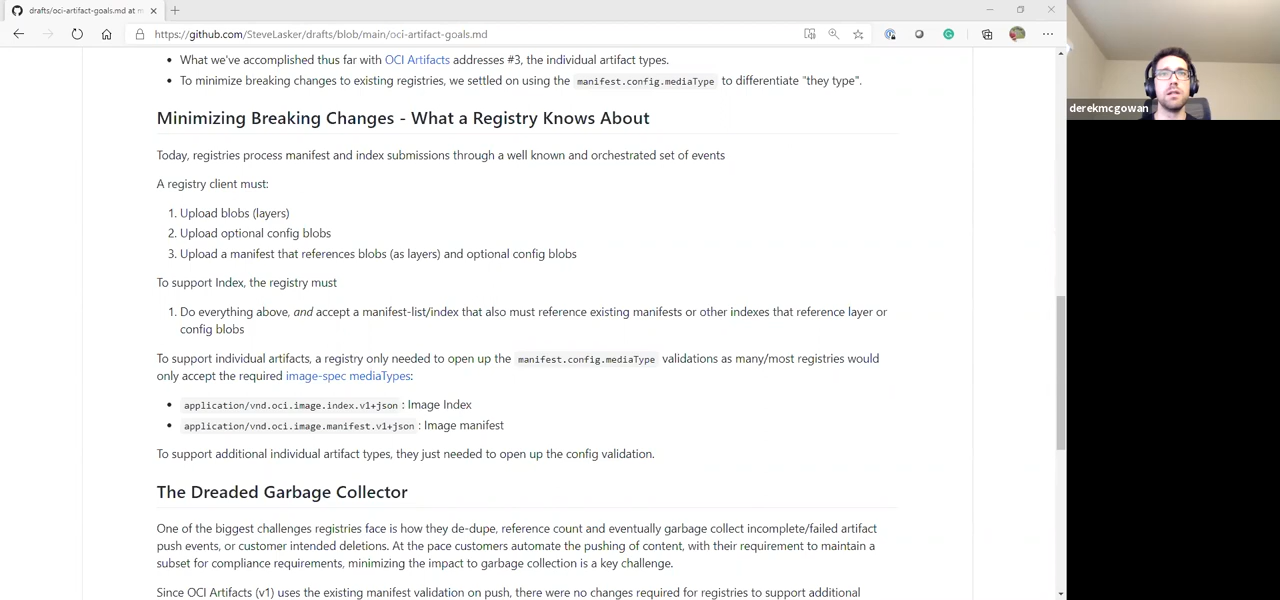 drafts/oci-artifact-goals.md at m
https://github.com/SteveLasker/drafts/blob/main/oci-artifact-goals.md
• What we've accomplished thus far with OCI Artifacts addresses #3, the individual artifact types.
• To minimize breaking changes to existing registries, we settled on using the manifest.config.mediaType to differentiate "they type".
Minimizing Breaking Changes - What a Registry Knows About
Today, registries process manifest and index submissions through a well known and orchestrated set of events
A registry client must:
1. Upload blobs (layers)
2. Upload optional config blobs
3. Upload a manifest that references blobs (as layers) and optional config blobs
To support Index, the registry must
1. Do everything above, and accept a manifest-list/index that also must reference existing manifests or other indexes that reference layer or
config blobs
To support individual artifacts, a registry only needed to open up the manifest.config.mediaType validations as many/most registries would
only accept the required image-spec mediaTypes:
• application/vnd.oci.image.index.v1+json : Image Index
• application/vnd.oci.image.manifest.v1+json : Image manifest
To support additional individual artifact types, they just needed to open up the config validation.
The Dreaded Garbage Collector
One of the biggest challenges registries face is how they de-dupe, reference count and eventually garbage collect incomplete/failed artifact
push events, or customer intended deletions. At the pace customers automate the pushing of content, with their requirement to maintain a
subset for compliance requirements, minimizing the impact to garbage collection is a key challenge.
Since OCI Artifacts (v1) uses the existing manifest validation on push, there were no changes required for registries to support additional
derekmcgowan